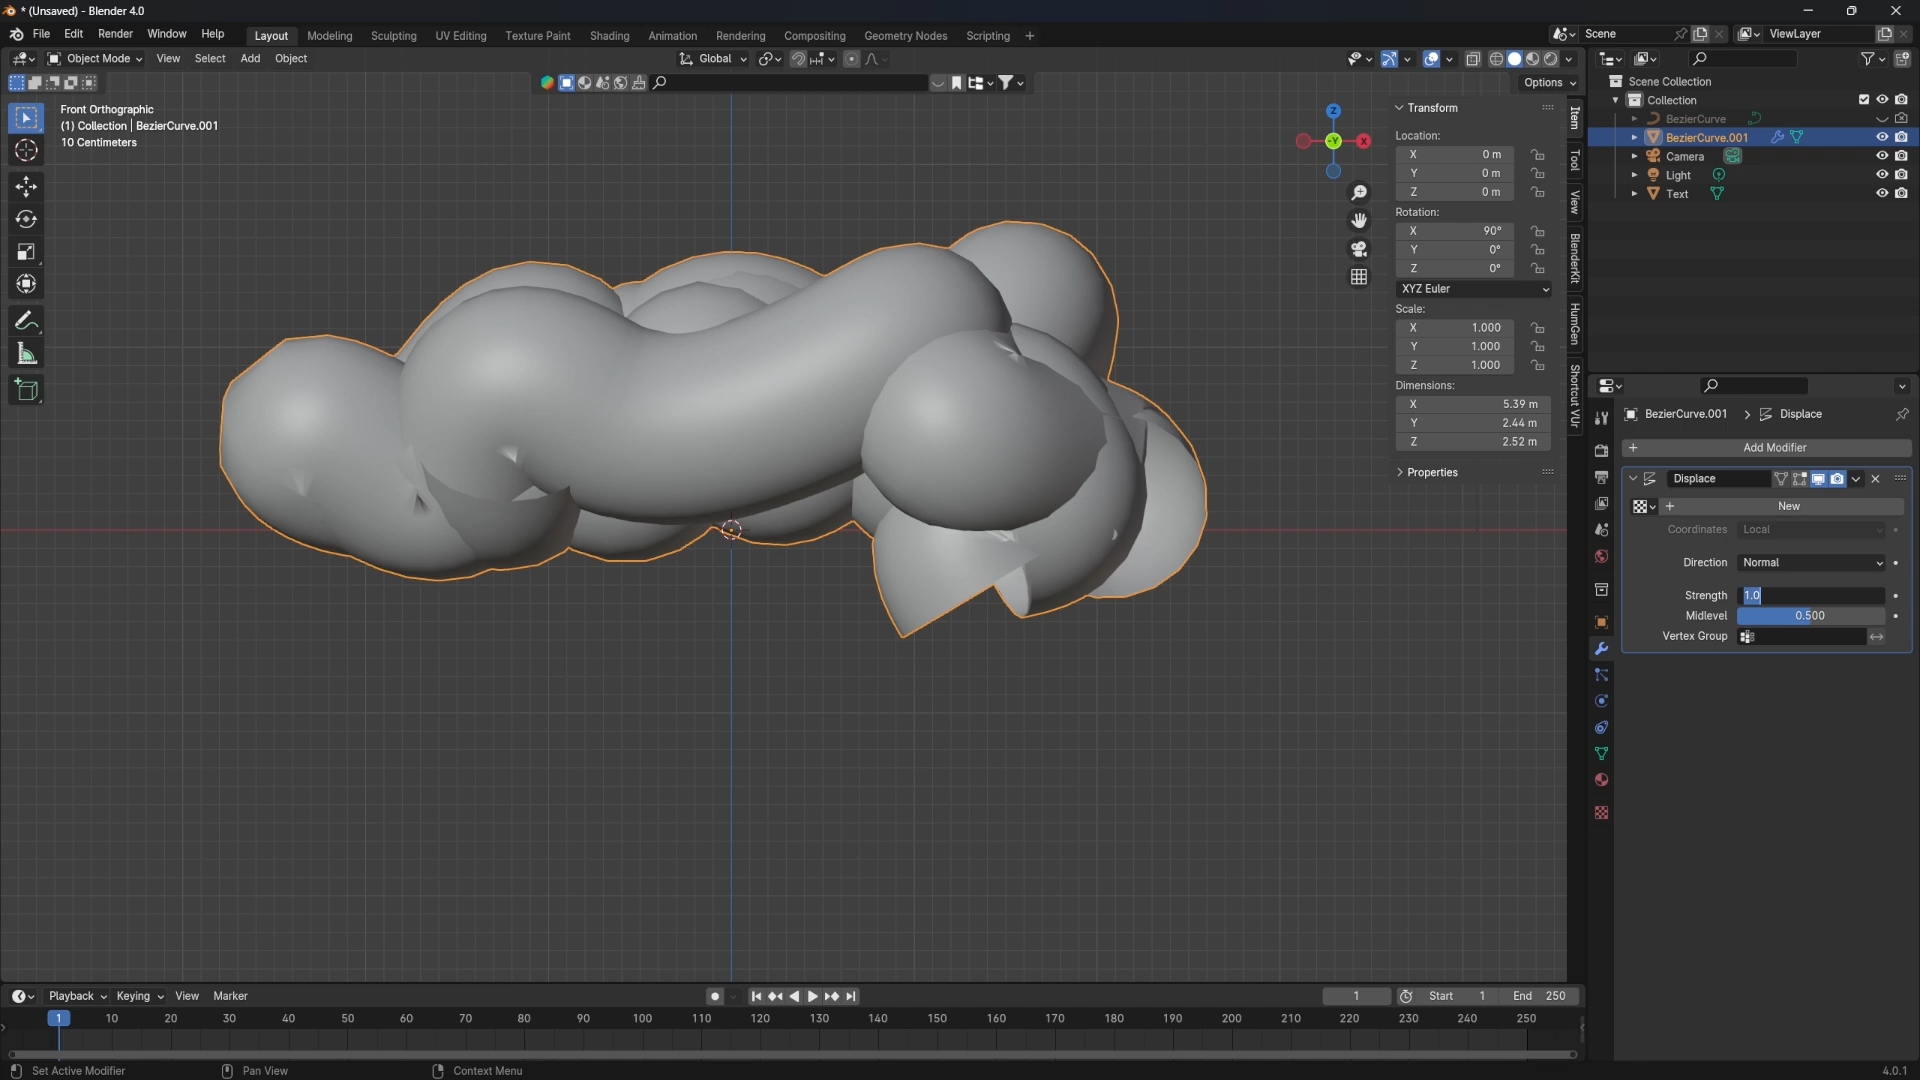 * (Unsaved) - Blender 4.0
File Edit Render Window Help Layout Modeling Sculpting UV Editing Texture Paint Shading Animation Rendering Compositing Geometry Nodes Scripting + Scene ViewLayer
Object Mode View Select Add Object Global
Options
Front Orthographic
(1) Collection | BezierCurve.001
10 Centimeters
Z
Y
X
Transform
Location:
X 0 m
Y 0 m
Z 0 m
Rotation:
X 90°
Y 0°
Z 0°
XYZ Euler
Scale:
X 1.000
Y 1.000
Z 1.000
Dimensions:
X 5.39 m
Y 2.44 m
Z 2.52 m
Properties
Item
Tool
View
BlenderKit
HumGen
Shortcut VUr
Scene Collection
Collection
BezierCurve
BezierCurve.001
Camera
Light
Text
BezierCurve.001 > Displace
+ Add Modifier
Displace
+ New
Coordinates Local
Direction Normal
Strength 1.0
Midlevel 0.500
Vertex Group
Playback Keying View Marker 1 Start 1 End 250
1 10 20 30 40 50 60 70 80 90 100 110 120 130 140 150 160 170 180 190 200 210 220 230 240 250
Set Active Modifier Pan View Context Menu 4.0.1